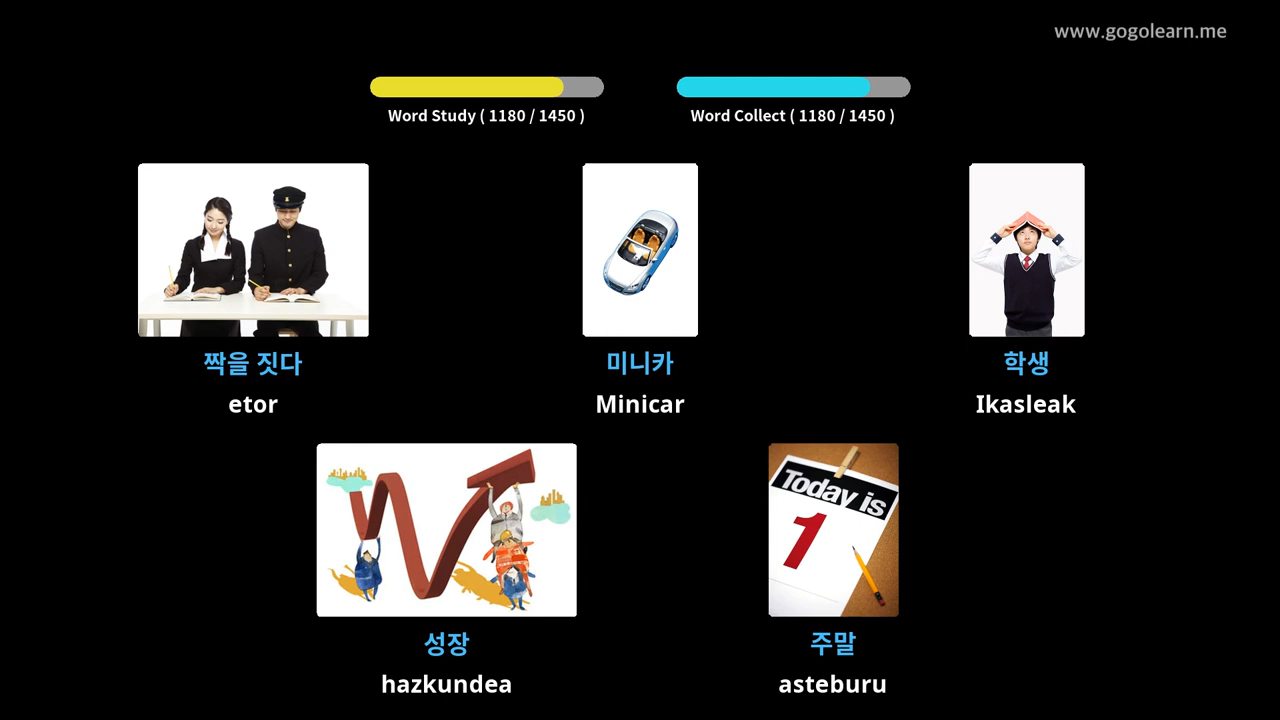 www.gogolearn.me
Word Study ( 1180 / 1450 )
Word Collect ( 1180 / 1450 )
짝을 짓다
etor
미니카
Minicar
학생
Ikasleak
Today is
1
성장
hazkundea
주말
asteburu